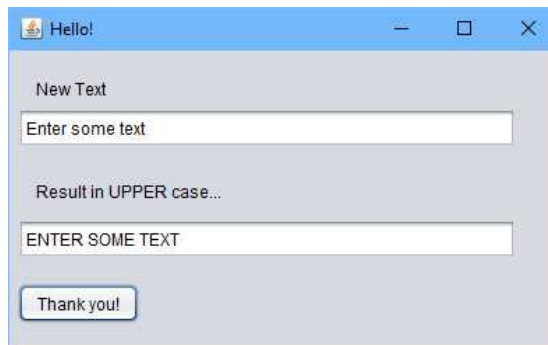 Hello!
New Text
Enter some text
Result in UPPER case...
ENTER SOME TEXT
Thank you!